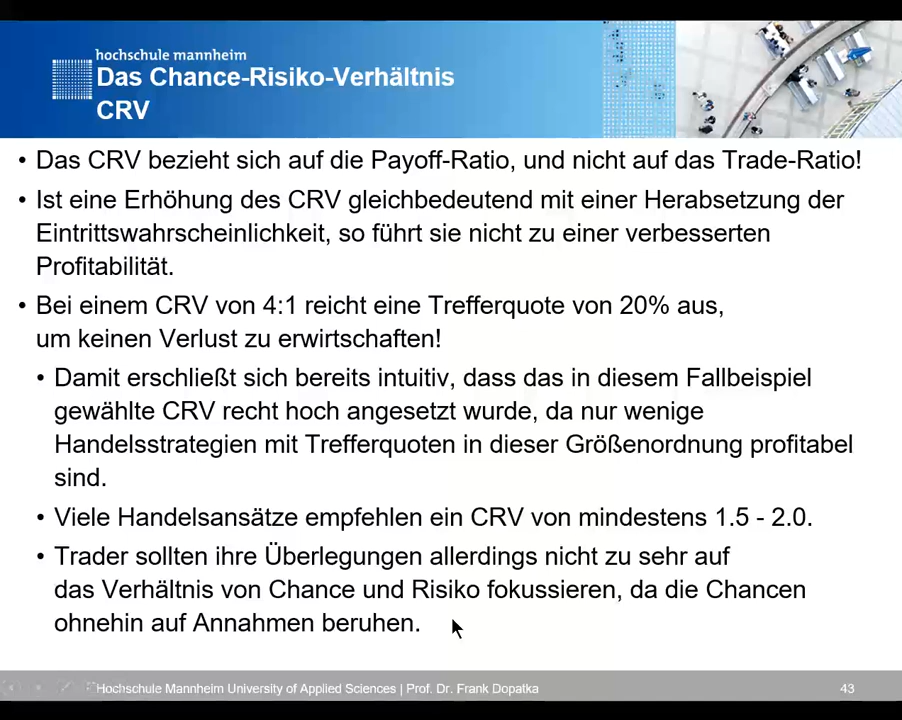 hochschule mannheim
Das Chance-Risiko-Verhältnis
CRV
• Das CRV bezieht sich auf die Payoff-Ratio, und nicht auf das Trade-Ratio!
• Ist eine Erhöhung des CRV gleichbedeutend mit einer Herabsetzung der
Eintrittswahrscheinlichkeit, so führt sie nicht zu einer verbesserten
Profitabilität.
• Bei einem CRV von 4:1 reicht eine Trefferquote von 20% aus,
um keinen Verlust zu erwirtschaften!
• Damit erschließt sich bereits intuitiv, dass das in diesem Fallbeispiel
gewählte CRV recht hoch angesetzt wurde, da nur wenige
Handelsstrategien mit Trefferquoten in dieser Größenordnung profitabel
sind.
• Viele Handelsansätze empfehlen ein CRV von mindestens 1.5 - 2.0.
• Trader sollten ihre Überlegungen allerdings nicht zu sehr auf
das Verhältnis von Chance und Risiko fokussieren, da die Chancen
ohnehin auf Annahmen beruhen.
Hochschule Mannheim University of Applied Sciences | Prof. Dr. Frank Dopatka
43